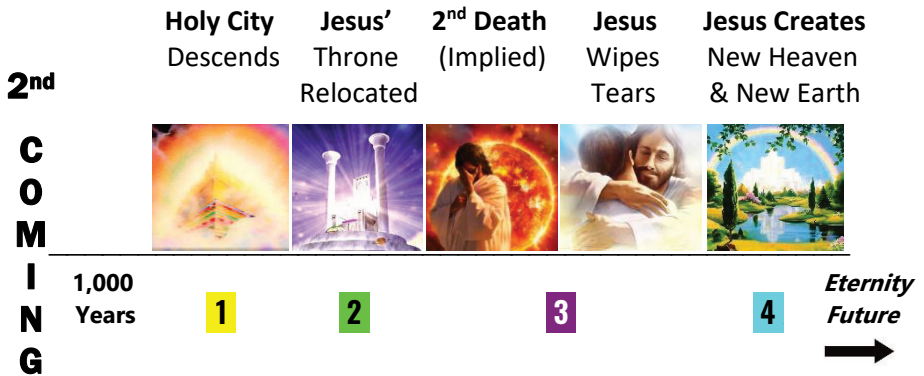 2nd
C
O
M
I
N
G
Holy City
Descends
Jesus’
Throne
Relocated
2nd Death
(Implied)
Jesus
Wipes
Tears
Jesus Creates
New Heaven
& New Earth
1,000
Years
1
2
3
4
Eternity
Future